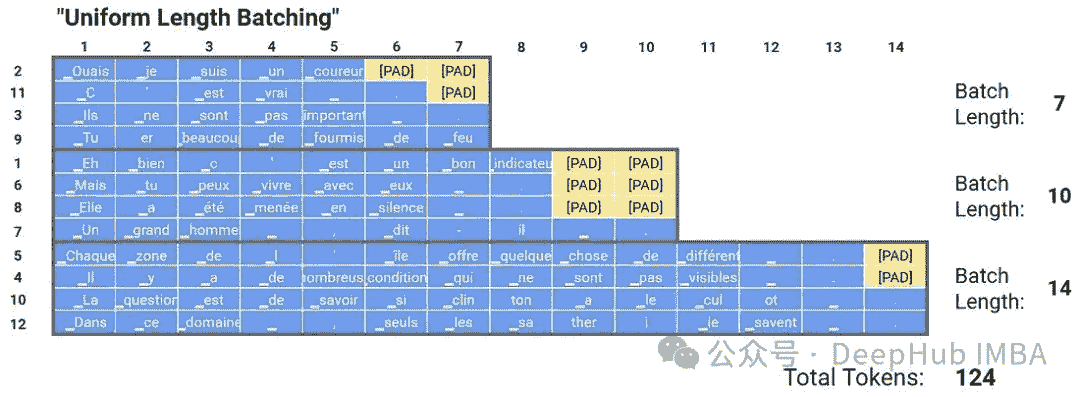 "Uniform Length Batching"
1 2 3 4 5 6 7 8 9 10 11 12 13 14
2 _Ouais _je _suis _un _coureur [PAD] [PAD]
11 _C ' _est _vrai _ . [PAD]
3 _Ils _ne _sont _pas important _ .
9 _Tu er _beaucou _de _fourmis _de _feu
Batch Length: 7
1 _Eh _bien _c ' _est _un _bon _indicateu [PAD] [PAD]
6 _Mais _tu _peux _vivre _avec _eux _ . [PAD] [PAD]
8 _Elle _a _été _menée _en _silence _ . [PAD] [PAD]
7 _Un _grand _homme _ , _dit - il _ .
Batch Length: 10
5 _Chaque _zone _de _l ' _île _offre _quelque _chose _de _différent _ . [PAD]
4 _Il _y _a _de ombreus condition _qui _ne _sont _pas _visibles _ . [PAD]
10 _La _question _est _de _savoir _si _clin ton _a _le _cul ot _
12 _Dans _ce _domaine _ , _seuls _les _sa ther i _le _savent _ .
Batch Length: 14
公众号 · DeepHub IMBA
Total Tokens: 124